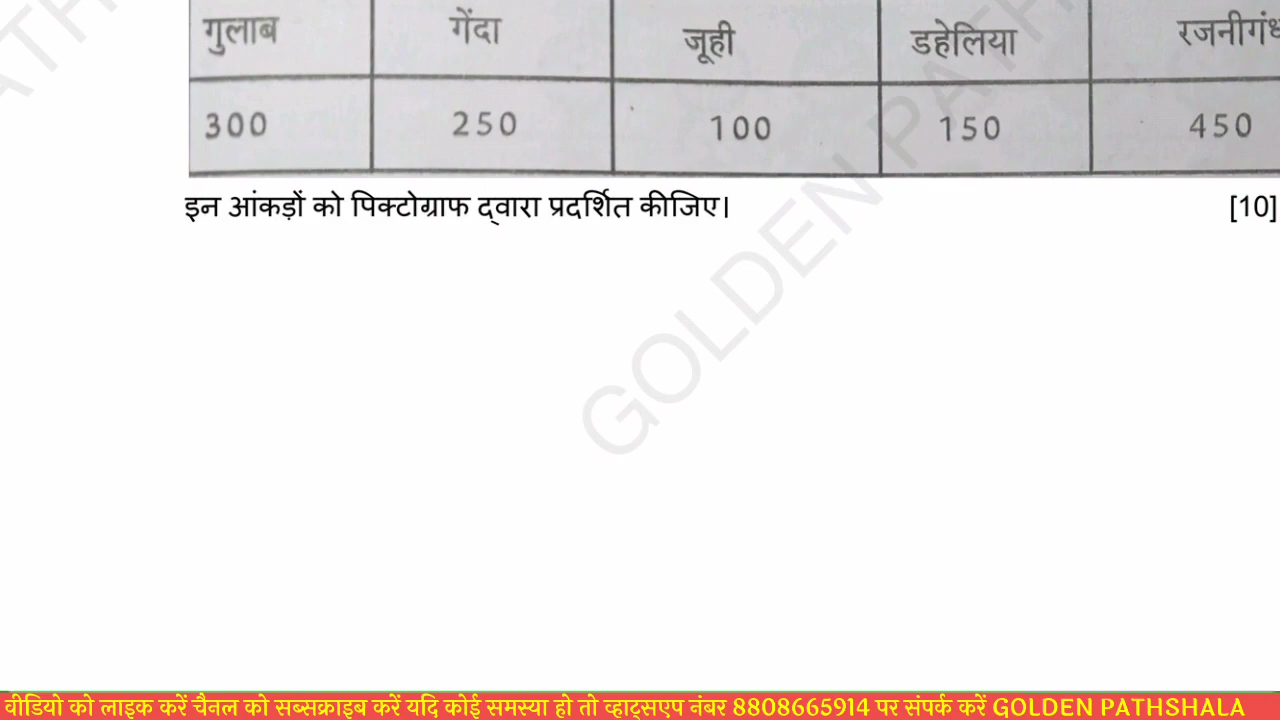 गुलाब गेंदा जूही डहेलिया
300 250 100 150 450
इन आंकड़ों को पिक्टोग्राफ द्वारा प्रदर्शित कीजिए। [10]
GOLDEN PATH
वीडियो को लाइक करें चैनल को सब्सक्राइब करें यदि कोई समस्या हो तो व्हाट्सएप नंबर 8808665914 पर संपर्क करें GOLDEN PATHSHALA